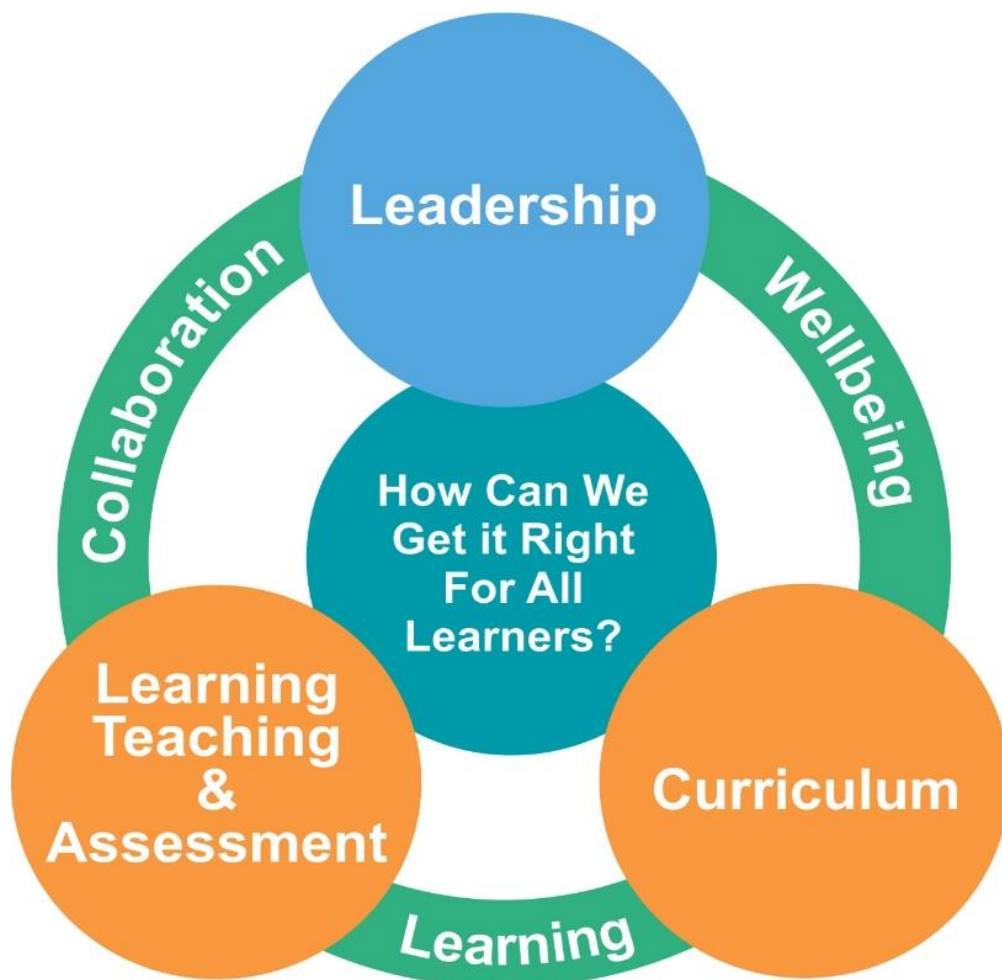 Leadership
Collaboration
Wellbeing
How Can We
Get it Right
For All
Learners?
Learning
Teaching
&
Assessment
Curriculum
Learning